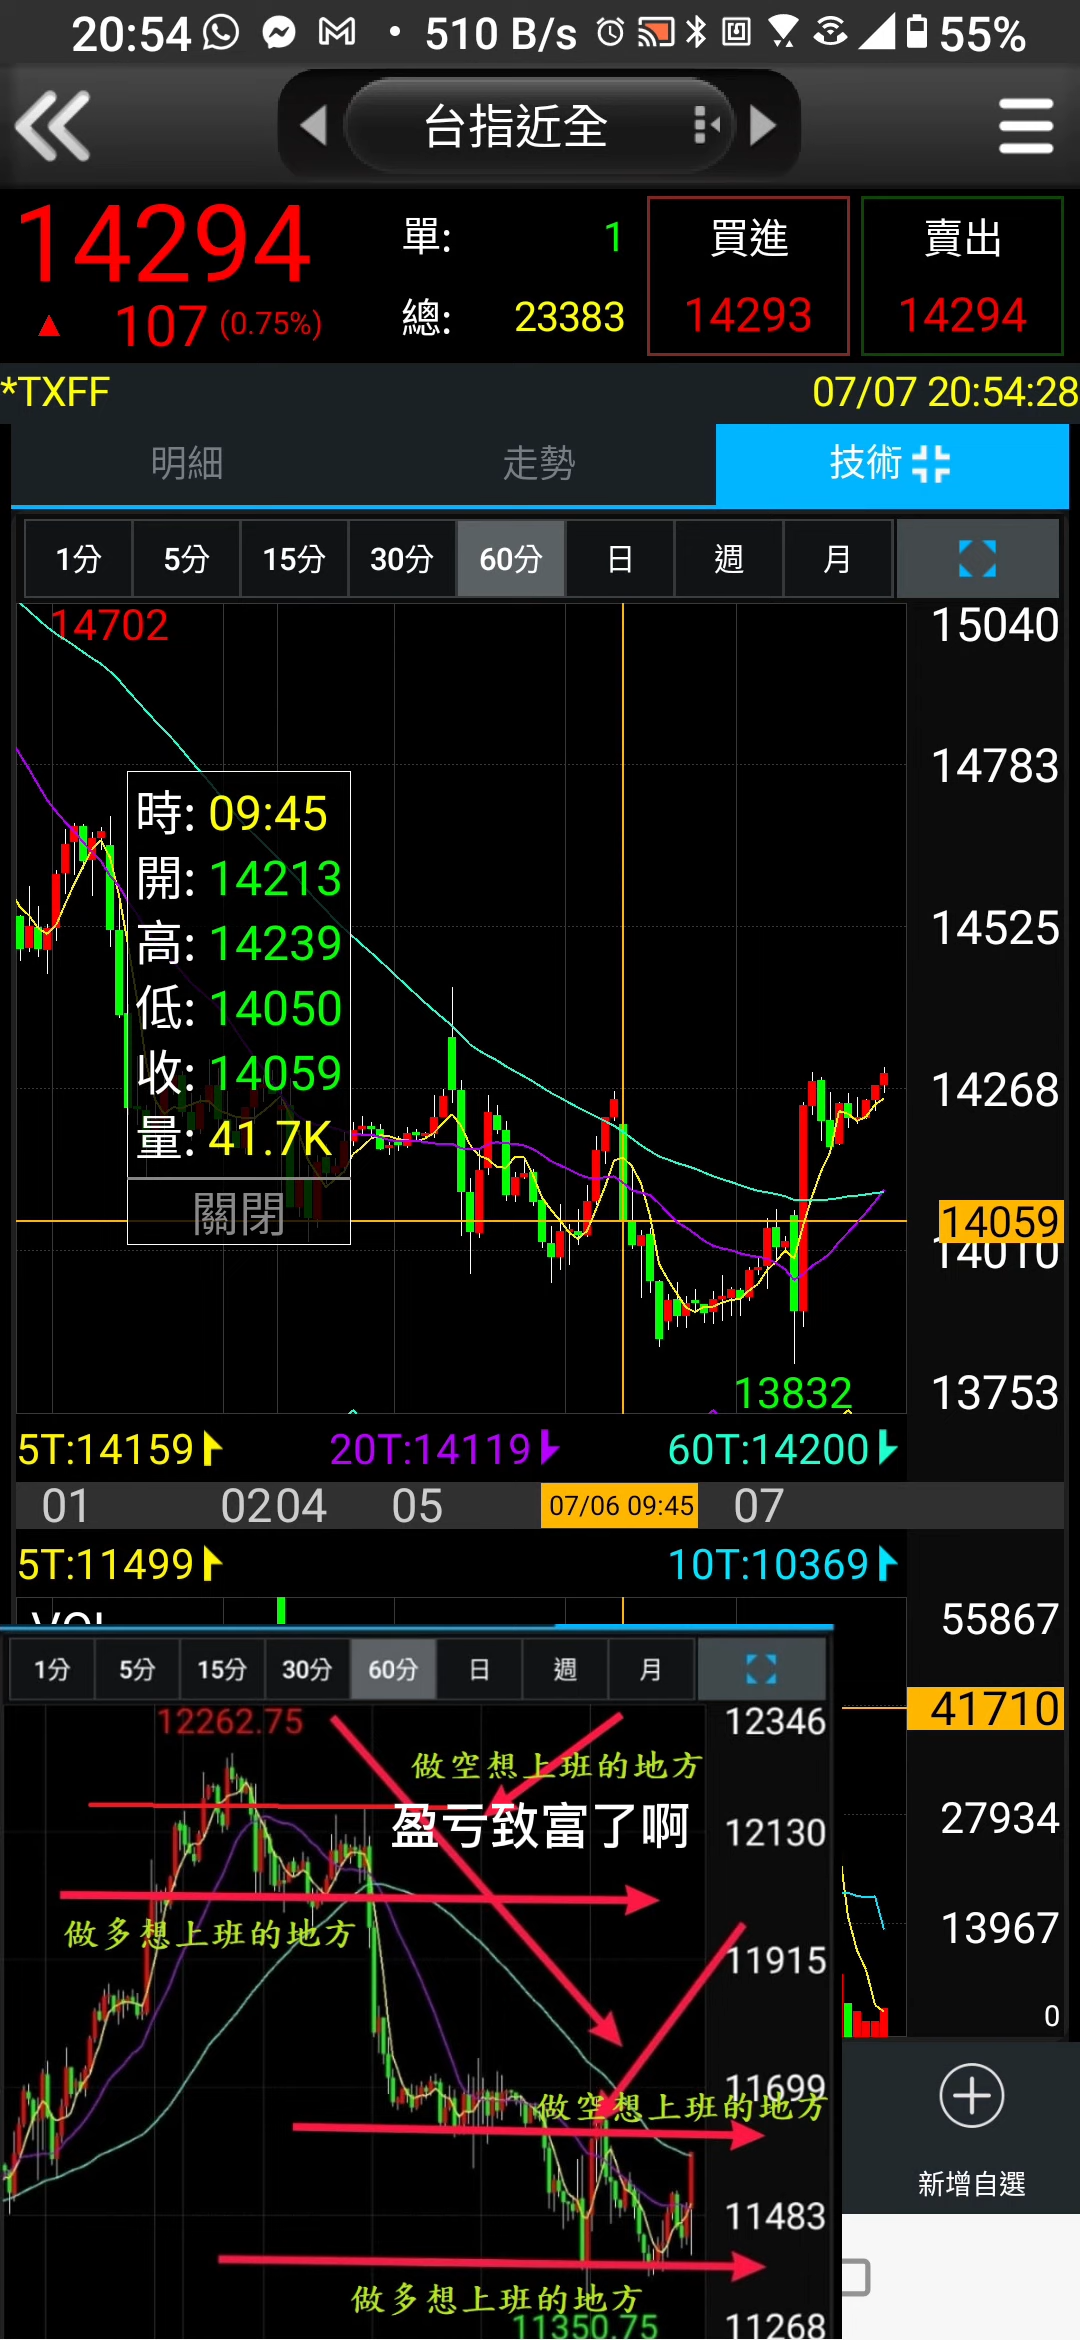 20:54 510 B/s 55%
台指近全
14294
單: 1
買進
賣出
▲ 107 (0.75%)
總: 23383
14293
14294
*TXFF 07/07 20:54:28
明細 走勢 技術
1分 5分 15分 30分 60分 日 週 月
14702
15040
14783
時: 09:45
開: 14213
14525
高: 14239
低: 14050
收: 14059
14268
量: 41.7K
關閉
14059
14010
13832
13753
5T:14159 20T:14119 60T:14200
01 02 04 05 07/06 09:45 07
5T:11499 10T:10369
VOL
55867
41710
27934
13967
0
1分 5分 15分 30分 60分 日 週 月
12262.75
12346
做空想上班的地方
盈亏致富了啊
12130
做多想上班的地方
11915
11699
做空想上班的地方
11483
做多想上班的地方
11350.75
11268
新增自選